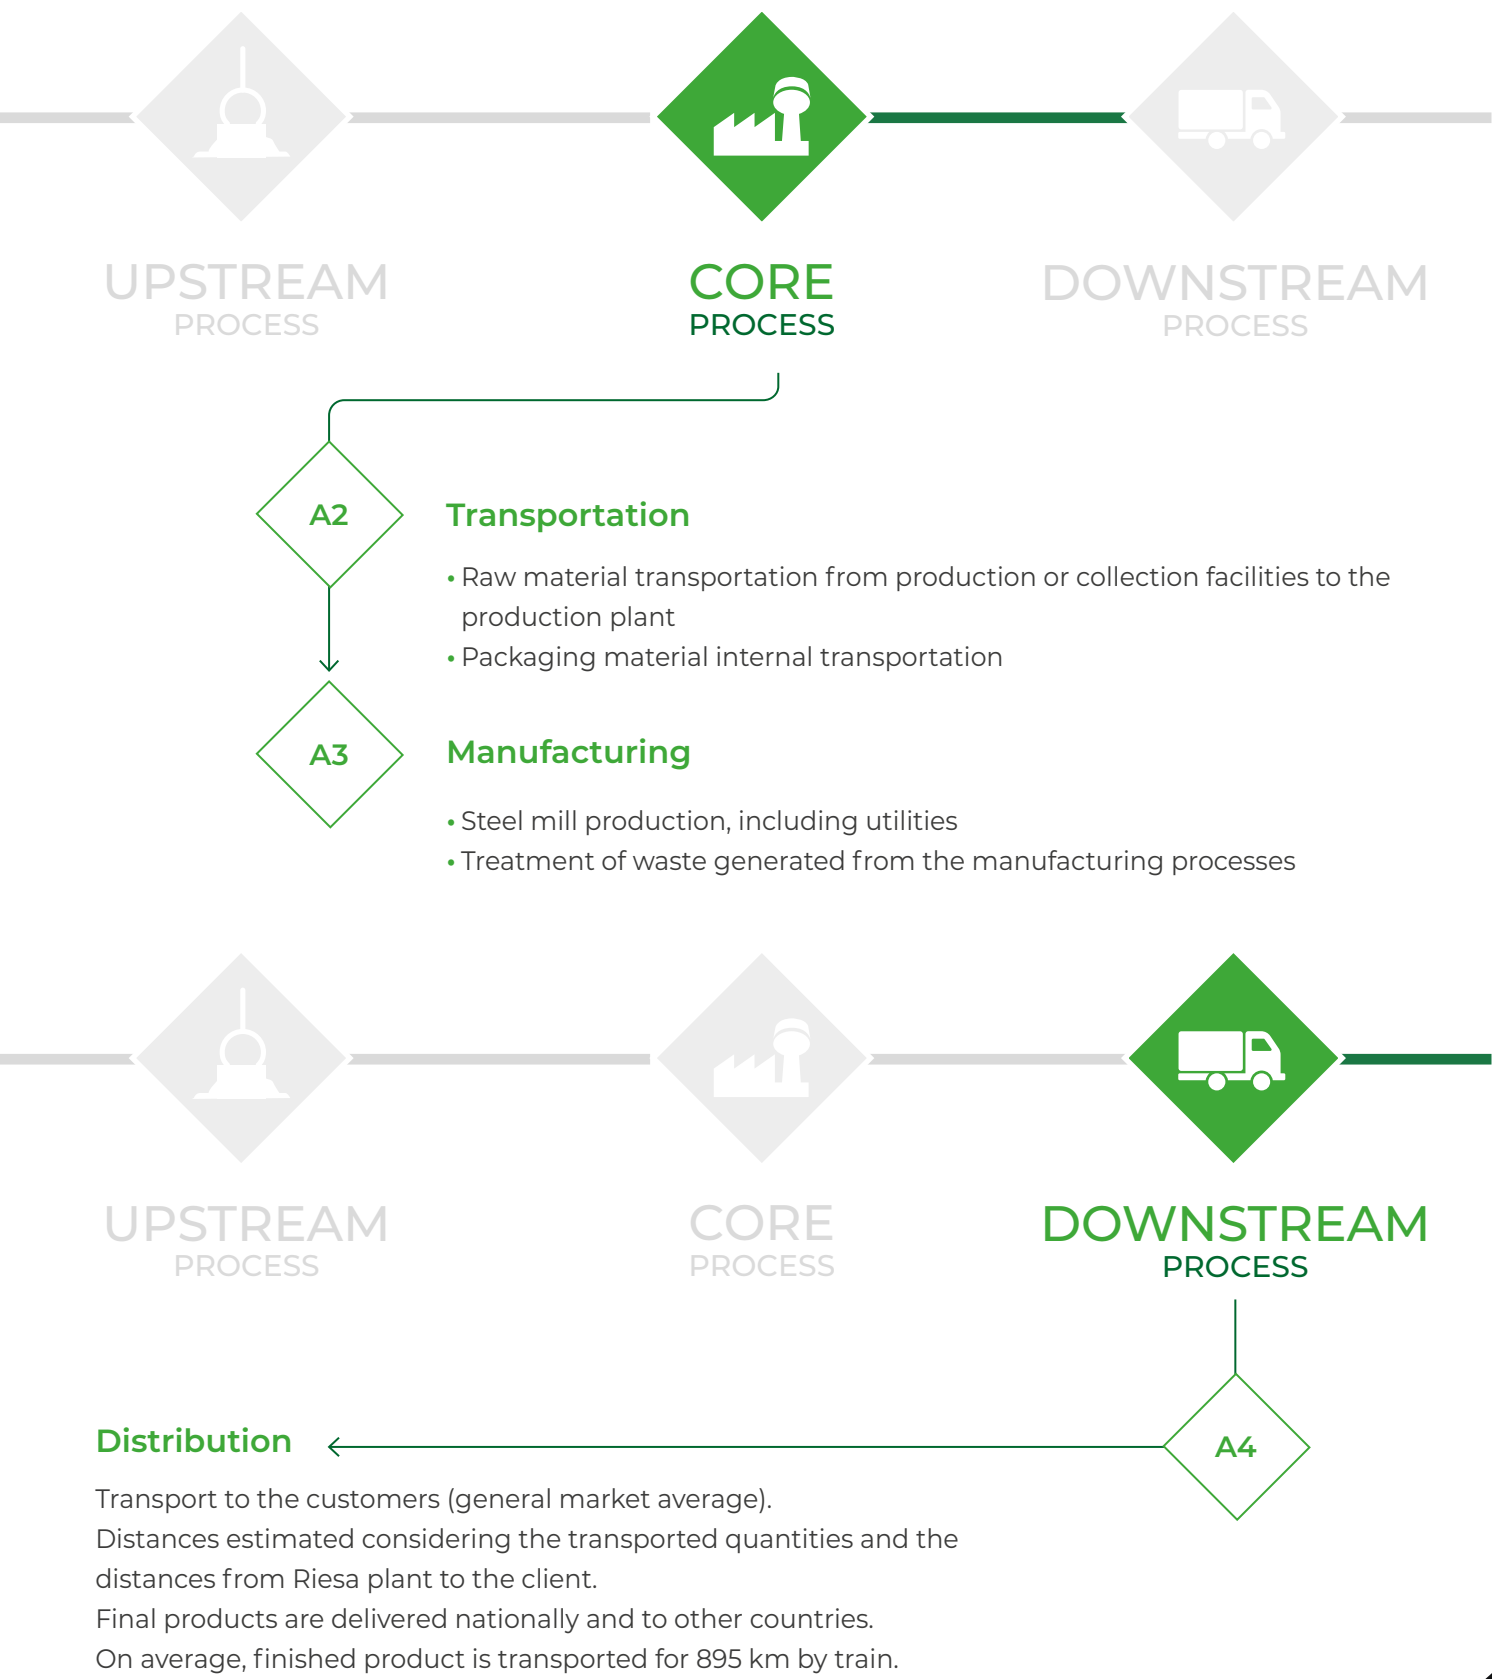 UPSTREAM
PROCESS
CORE
PROCESS
DOWNSTREAM
PROCESS
A2
Transportation
• Raw material transportation from production or collection facilities to the
production plant
• Packaging material internal transportation
A3
Manufacturing
• Steel mill production, including utilities
• Treatment of waste generated from the manufacturing processes
UPSTREAM
PROCESS
CORE
PROCESS
DOWNSTREAM
PROCESS
A4
Distribution
Transport to the customers (general market average).
Distances estimated considering the transported quantities and the
distances from Riesa plant to the client.
Final products are delivered nationally and to other countries.
On average, finished product is transported for 895 km by train.